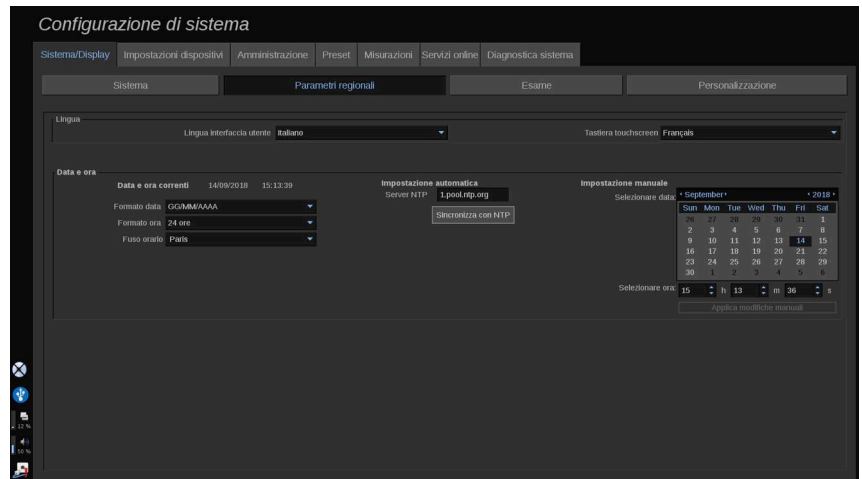 Configurazione di sistema
Sistema/Display Impostazioni dispositivi Amministrazione Preset Misurazioni Servizi online Diagnostica sistema
Sistema Parametri regionali Esame Personalizzazione
Lingua
Lingua interfaccia utente Italiano Tastiera touchscreen Français
Data e ora
Data e ora correnti 14/09/2018 15:13:39 Impostazione automatica Impostazione manuale
Server NTP 1.pool.ntp.org Selezionare data: September 2018
Formato data GG/MM/AAAA Sincronizza con NTP Sun Mon Tue Wed Thu Fri Sat
26 27 28 29 30 31 1
Formato ora 24 ore 2 3 4 5 6 7 8
Fuso orario Paris 9 10 11 12 13 14 15
16 17 18 19 20 21 22
23 24 25 26 27 28 29
30 1 2 3 4 5 6
Selezionare ora: 15 h 13 m 36 s
Applica modifiche manuali
12 %
50 %